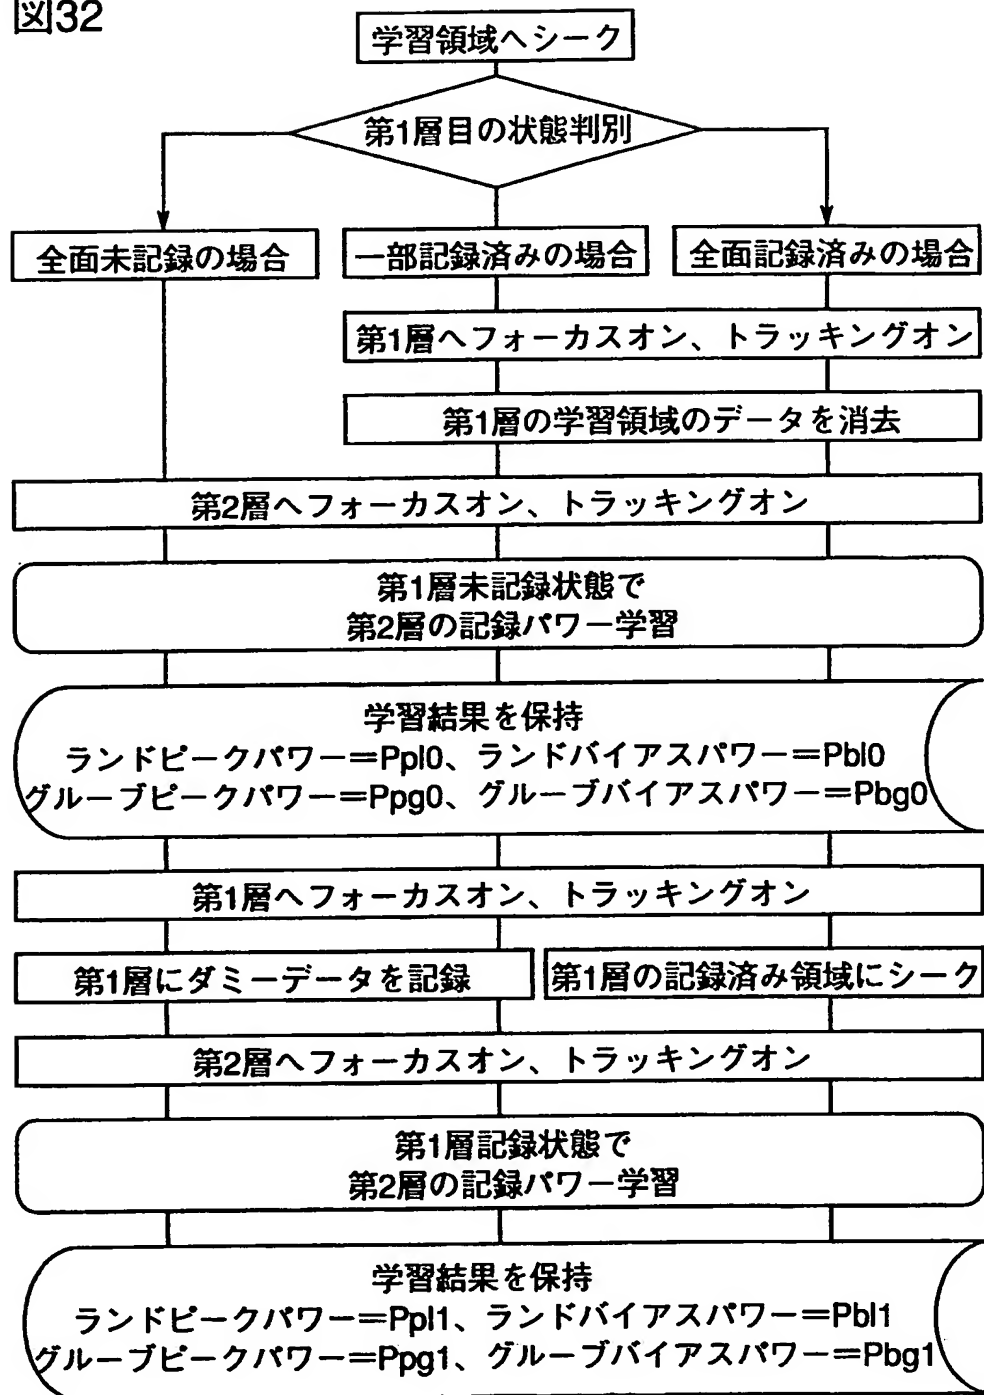 図32
学習領域へシーク
第1層目の状態判別
全面未記録の場合
一部記録済みの場合
全面記録済みの場合
第1層へフォーカスオン、トラッキングオン
第1層の学習領域のデータを消去
第2層へフォーカスオン、トラッキングオン
第1層未記録状態で
第2層の記録パワー学習
学習結果を保持
ランドピークパワー=Ppl0、ランドバイアスパワー=Pbl0
グルーブピークパワー=Ppg0、グルーブバイアスパワー=Pbg0
第1層へフォーカスオン、トラッキングオン
第1層にダミーデータを記録
第1層の記録済み領域にシーク
第2層へフォーカスオン、トラッキングオン
第1層記録状態で
第2層の記録パワー学習
学習結果を保持
ランドピークパワー=Ppl1、ランドバイアスパワー=Pbl1
グルーブピークパワー=Ppg1、グルーブバイアスパワー=Pbg1